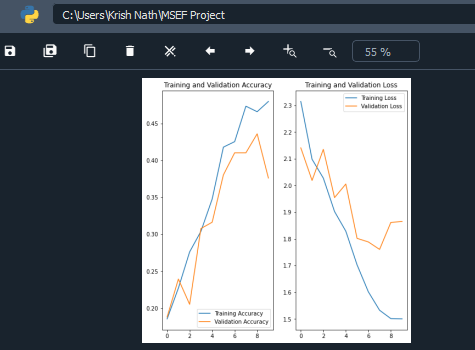 C:\Users\Krish Nath\MSEF Project
55 %
Training and Validation Accuracy
0.45
0.40
0.35
0.30
0.25
0.20
Training Accuracy
Validation Accuracy
0 2 4 6 8
Training and Validation Loss
Training Loss
Validation Loss
2.3
2.2
2.1
2.0
1.9
1.8
1.7
1.6
1.5
0 2 4 6 8